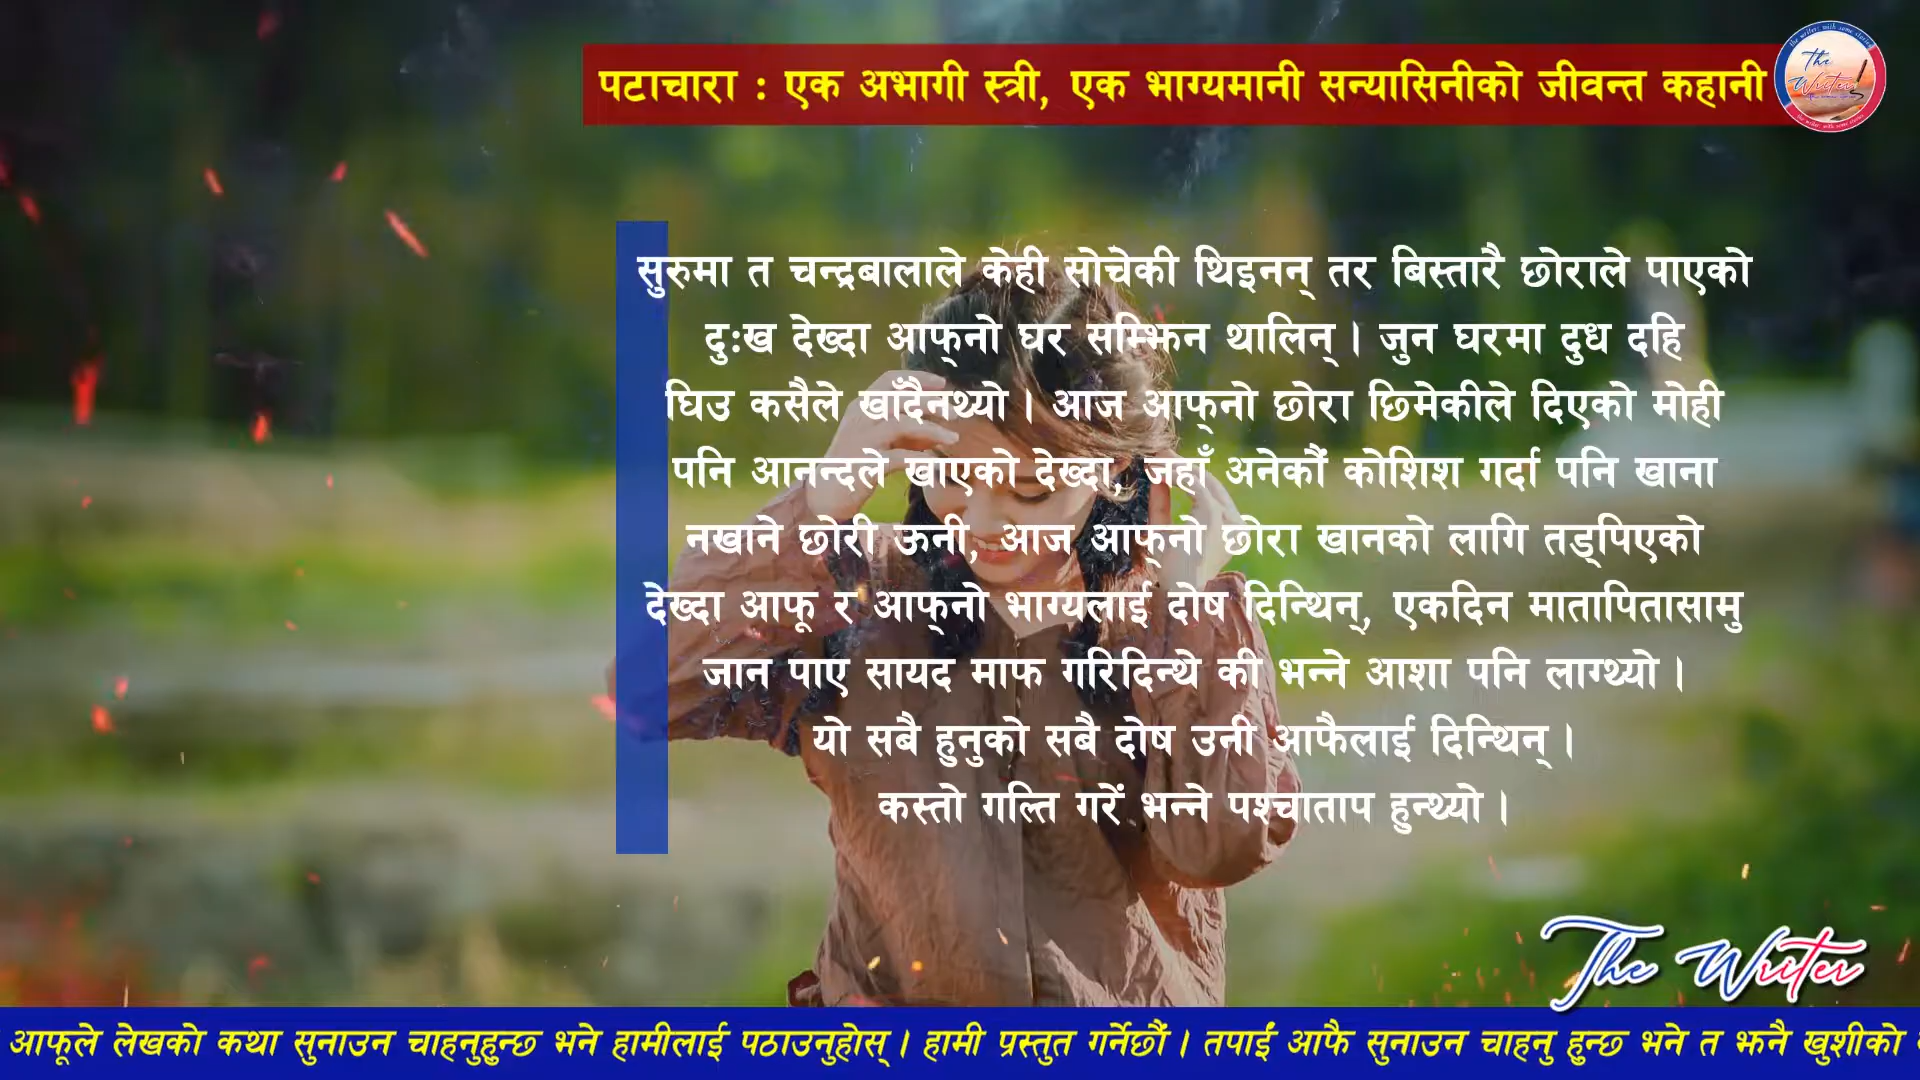 पटाचारा : एक अभागी स्त्री, एक भाग्यमानी सन्यासिनीको जीवन्त कहानी
The Writer
सुरुमा त चन्द्रबालाले केही सोचेकी थिइनन् तर बिस्तारै छोराले पाएको
दुःख देख्दा आफ्‌नो घर सम्झिन थालिन् । जुन घरमा दुध दहि
घिउ कसैले खाँदैनथ्यो । आज आफ्‌नो छोरा छिमेकीले दिएको मोही
पनि आनन्दले खाएको देख्दा, जहाँ अनेकौं कोशिश गर्दा पनि खाना
नखाने छोरी ऊनी, आज आफ्‌नो छोरा खानको लागि तड्पिएको
देख्दा आफू र आफ्‌नो भाग्यलाई दोष दिन्थिन्, एकदिन मातापितासामु
जान पाए सायद माफ गरिदिन्थे की भन्ने आशा पनि लाग्थ्यो ।
यो सबै हुनुको सबै दोष उनी आफैलाई दिन्थिन् ।
कस्तो गल्ति गरें भन्ने पश्चाताप हुन्थ्यो ।
The Writer
आफूले लेखको कथा सुनाउन चाहनुहुन्छ भने हामीलाई पठाउनुहोस् । हामी प्रस्तुत गर्नेछौं । तपाईं आफै सुनाउन चाहनु हुन्छ भने त झनै खुशीको